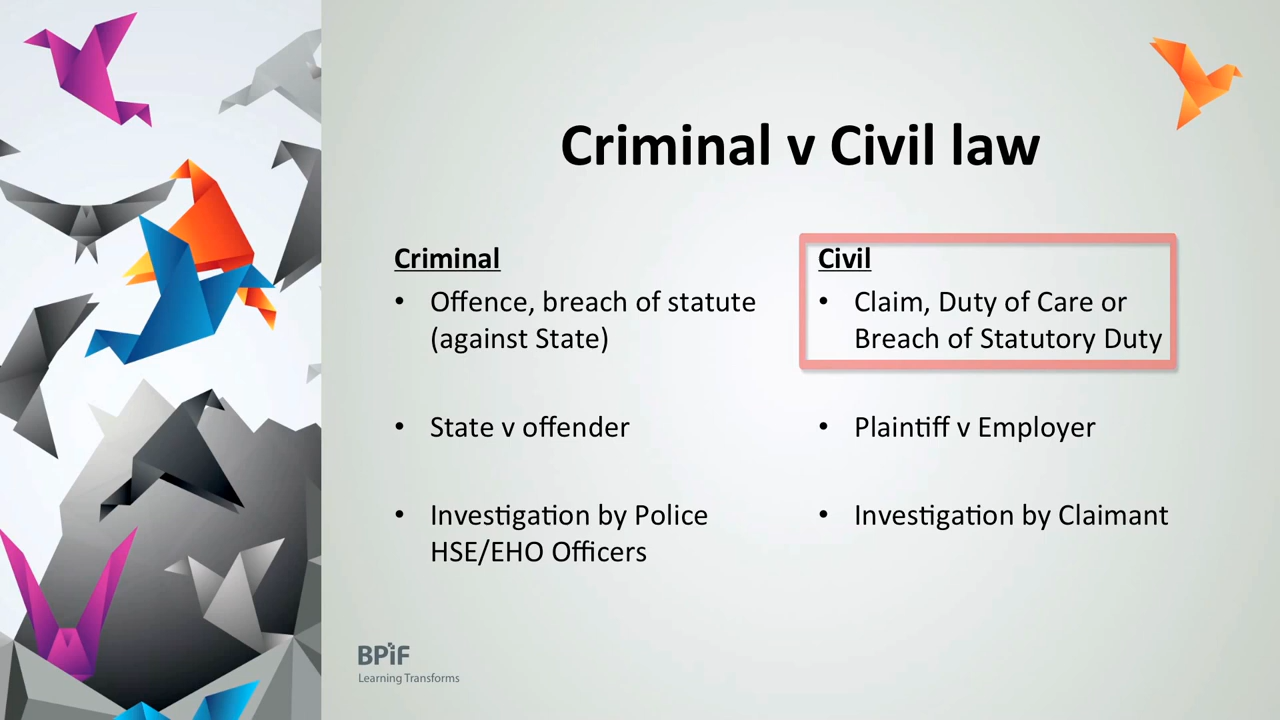 Criminal v Civil law
Criminal
• Offence, breach of statute
(against State)
• State v offender
• Investigation by Police
HSE/EHO Officers
Civil
• Claim, Duty of Care or
Breach of Statutory Duty
• Plaintiff v Employer
• Investigation by Claimant
BPiF
Learning Transforms